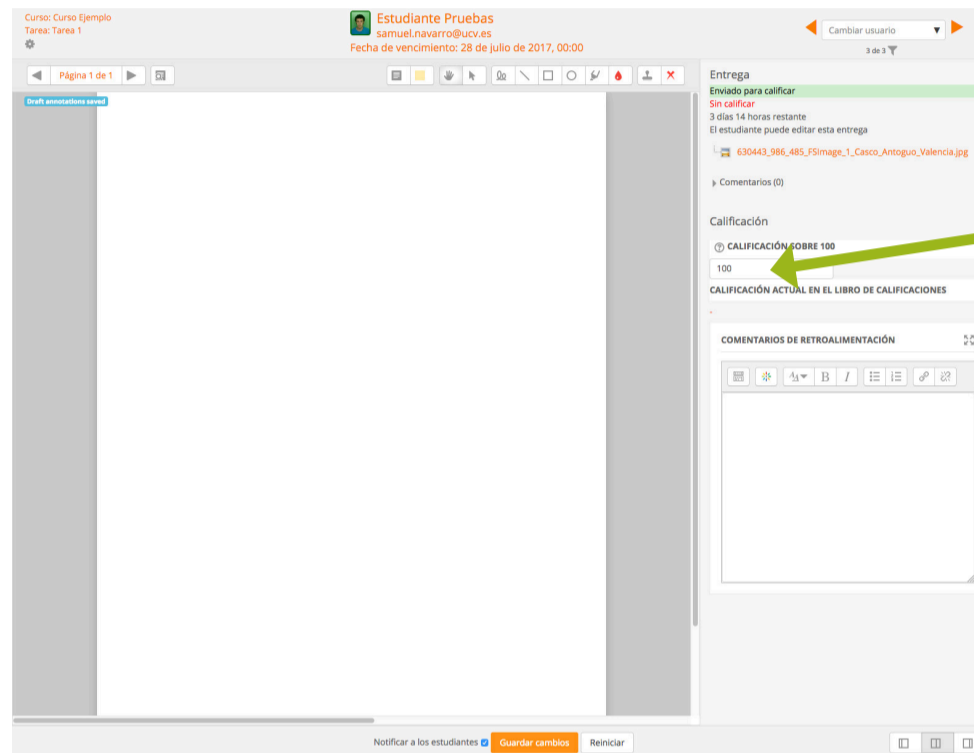 Curso: Curso Ejemplo
Tarea: Tarea 1
Estudiante Pruebas
samuel.navarro@ucv.es
Fecha de vencimiento: 28 de julio de 2017, 00:00
Cambiar usuario
3 de 3
Página 1 de 1
Draft annotations saved
Entrega
Enviado para calificar
Sin calificar
3 días 14 horas restante
El estudiante puede editar esta entrega
630443_986_485_FSImage_1_Casco_Antoguo_Valencia.jpg
Comentarios (0)
Calificación
CALIFICACIÓN SOBRE 100
100
CALIFICACIÓN ACTUAL EN EL LIBRO DE CALIFICACIONES
-
COMENTARIOS DE RETROALIMENTACIÓN
B I
Notificar a los estudiantes Guardar cambios Reiniciar